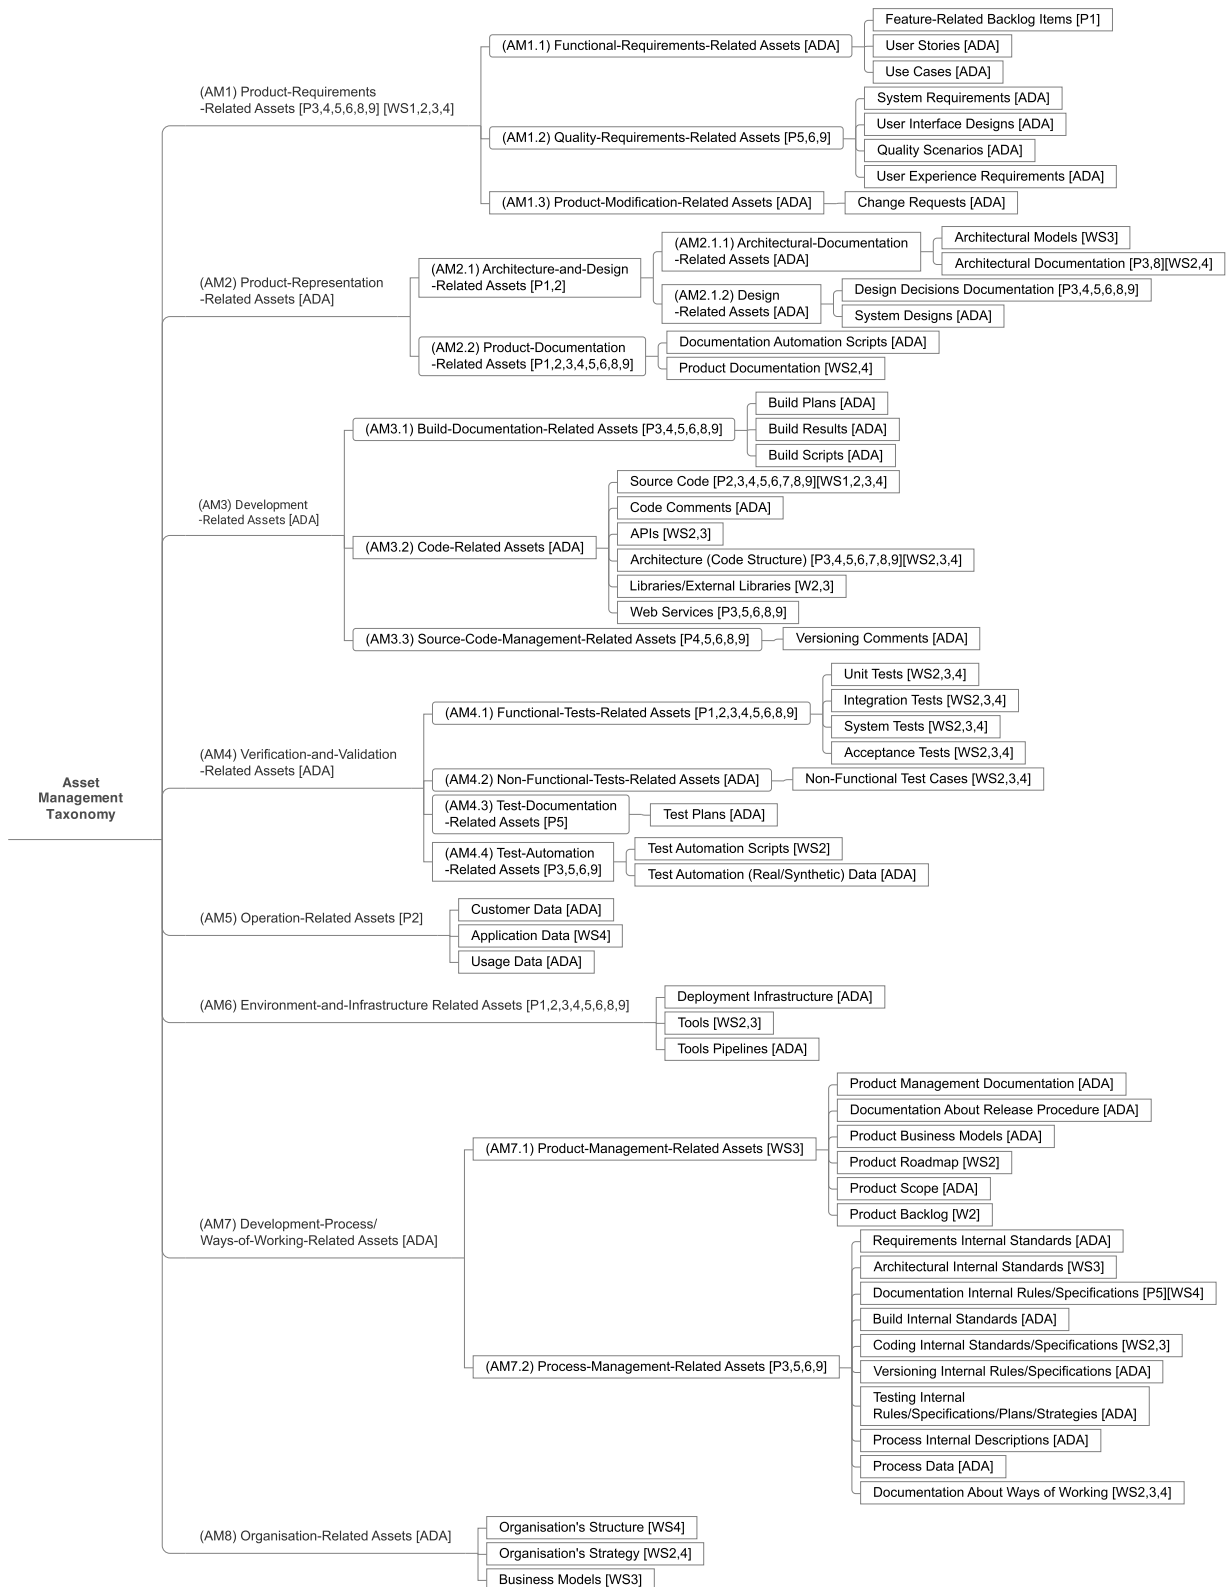 Asset
Management
Taxonomy
(AM1) Product-Requirements
-Related Assets [P3,4,5,6,8,9] [WS1,2,3,4]
(AM1.1) Functional-Requirements-Related Assets [ADA]
Feature-Related Backlog Items [P1]
User Stories [ADA]
Use Cases [ADA]
(AM1.2) Quality-Requirements-Related Assets [P5,6,9]
System Requirements [ADA]
User Interface Designs [ADA]
Quality Scenarios [ADA]
User Experience Requirements [ADA]
(AM1.3) Product-Modification-Related Assets [ADA]
Change Requests [ADA]
(AM2) Product-Representation
-Related Assets [ADA]
(AM2.1) Architecture-and-Design
-Related Assets [P1,2]
(AM2.1.1) Architectural-Documentation
-Related Assets [ADA]
Architectural Models [WS3]
Architectural Documentation [P3,8][WS2,4]
(AM2.1.2) Design
-Related Assets [ADA]
Design Decisions Documentation [P3,4,5,6,8,9]
System Designs [ADA]
(AM2.2) Product-Documentation
-Related Assets [P1,2,3,4,5,6,8,9]
Documentation Automation Scripts [ADA]
Product Documentation [WS2,4]
(AM3) Development
-Related Assets [ADA]
(AM3.1) Build-Documentation-Related Assets [P3,4,5,6,8,9]
Build Plans [ADA]
Build Results [ADA]
Build Scripts [ADA]
(AM3.2) Code-Related Assets [ADA]
Source Code [P2,3,4,5,6,7,8,9][WS1,2,3,4]
Code Comments [ADA]
APIs [WS2,3]
Architecture (Code Structure) [P3,4,5,6,7,8,9][WS2,3,4]
Libraries/External Libraries [W2,3]
Web Services [P3,5,6,8,9]
(AM3.3) Source-Code-Management-Related Assets [P4,5,6,8,9]
Versioning Comments [ADA]
(AM4) Verification-and-Validation
-Related Assets [ADA]
(AM4.1) Functional-Tests-Related Assets [P1,2,3,4,5,6,8,9]
Unit Tests [WS2,3,4]
Integration Tests [WS2,3,4]
System Tests [WS2,3,4]
Acceptance Tests [WS2,3,4]
(AM4.2) Non-Functional-Tests-Related Assets [ADA]
Non-Functional Test Cases [WS2,3,4]
(AM4.3) Test-Documentation
-Related Assets [P5]
Test Plans [ADA]
(AM4.4) Test-Automation
-Related Assets [P3,5,6,9]
Test Automation Scripts [WS2]
Test Automation (Real/Synthetic) Data [ADA]
(AM5) Operation-Related Assets [P2]
Customer Data [ADA]
Application Data [WS4]
Usage Data [ADA]
(AM6) Environment-and-Infrastructure Related Assets [P1,2,3,4,5,6,8,9]
Deployment Infrastructure [ADA]
Tools [WS2,3]
Tools Pipelines [ADA]
(AM7) Development-Process/
Ways-of-Working-Related Assets [ADA]
(AM7.1) Product-Management-Related Assets [WS3]
Product Management Documentation [ADA]
Documentation About Release Procedure [ADA]
Product Business Models [ADA]
Product Roadmap [WS2]
Product Scope [ADA]
Product Backlog [W2]
(AM7.2) Process-Management-Related Assets [P3,5,6,9]
Requirements Internal Standards [ADA]
Architectural Internal Standards [WS3]
Documentation Internal Rules/Specifications [P5][WS4]
Build Internal Standards [ADA]
Coding Internal Standards/Specifications [WS2,3]
Versioning Internal Rules/Specifications [ADA]
Testing Internal
Rules/Specifications/Plans/Strategies [ADA]
Process Internal Descriptions [ADA]
Process Data [ADA]
Documentation About Ways of Working [WS2,3,4]
(AM8) Organisation-Related Assets [ADA]
Organisation's Structure [WS4]
Organisation's Strategy [WS2,4]
Business Models [WS3]